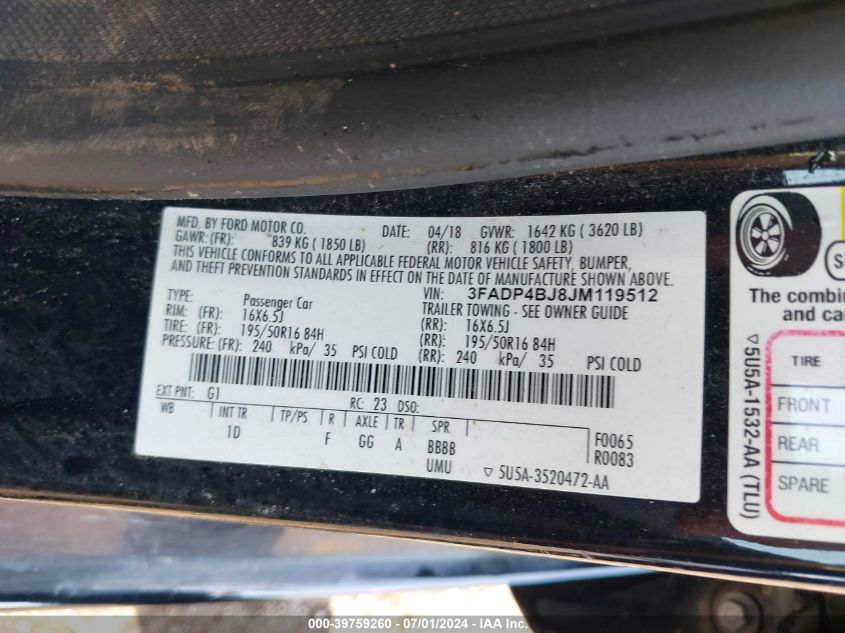 MFD. BY FORD MOTOR CO. DATE: 04/18 GVWR: 1642 KG ( 3620 LB)
GAWR: (FR): 839 KG ( 1850 LB) (RR): 816 KG ( 1800 LB)
THIS VEHICLE CONFORMS TO ALL APPLICABLE FEDERAL MOTOR VEHICLE SAFETY, BUMPER,
AND THEFT PREVENTION STANDARDS IN EFFECT ON THE DATE OF MANUFACTURE SHOWN ABOVE.
VIN: 3FADP4BJ8JM119512
TYPE: Passenger Car TRAILER TOWING - SEE OWNER GUIDE
RIM: (FR): 16X6.5J (RR): 16X6.5J
TIRE: (FR): 195/50R16 84H (RR): 195/50R16 84H
PRESSURE: (FR): 240 kPa/ 35 PSI COLD (RR): 240 kPa/ 35 PSI COLD
EXT PNT: G1 RC: 23 DSO:
WB INT TR TP/PS R AXLE TR SPR
1D F GG A BBBB F0065
UMU R0083
▽ 5U5A-3520472-AA
The combin
and ca
TIRE
FRONT
REAR
SPARE
▽5U5A-1532-AA (TLU)
000-39759260 - 07/01/2024 - IAA Inc.